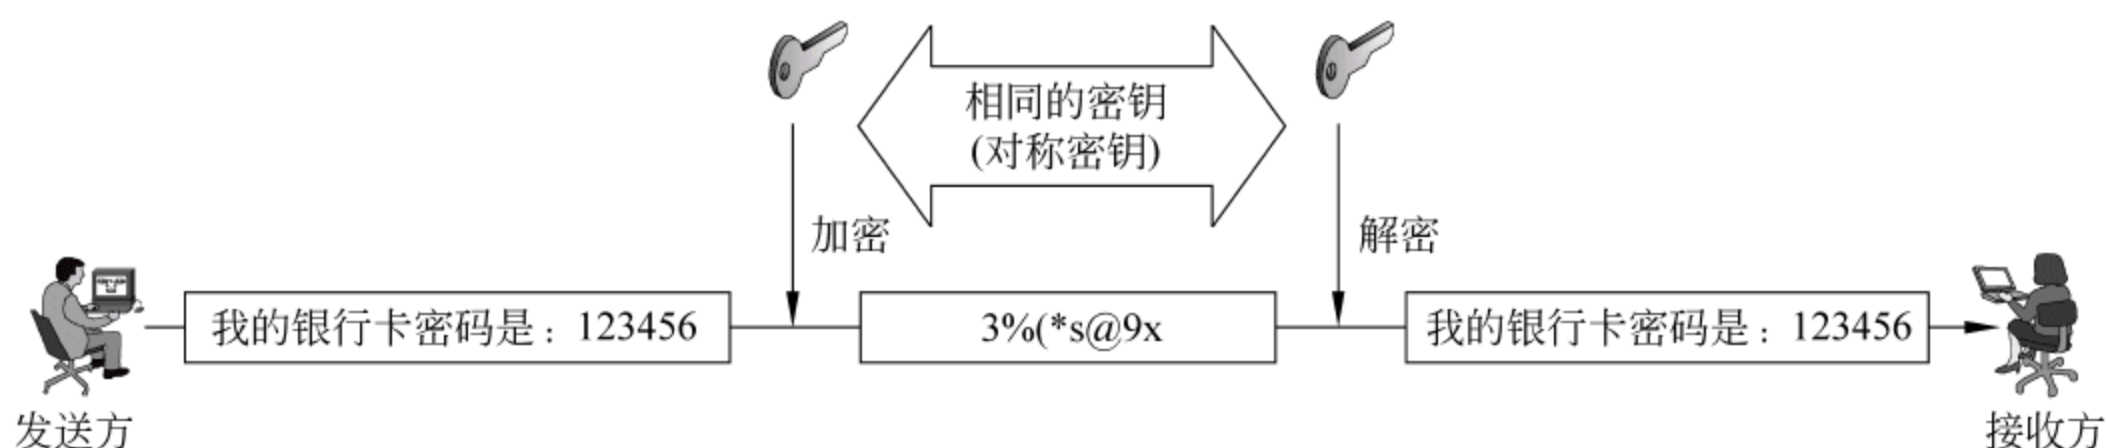 相同的密钥
(对称密钥)
加密
解密
我的银行卡密码是：123456
3%(*s@9x
我的银行卡密码是：123456
发送方
接收方